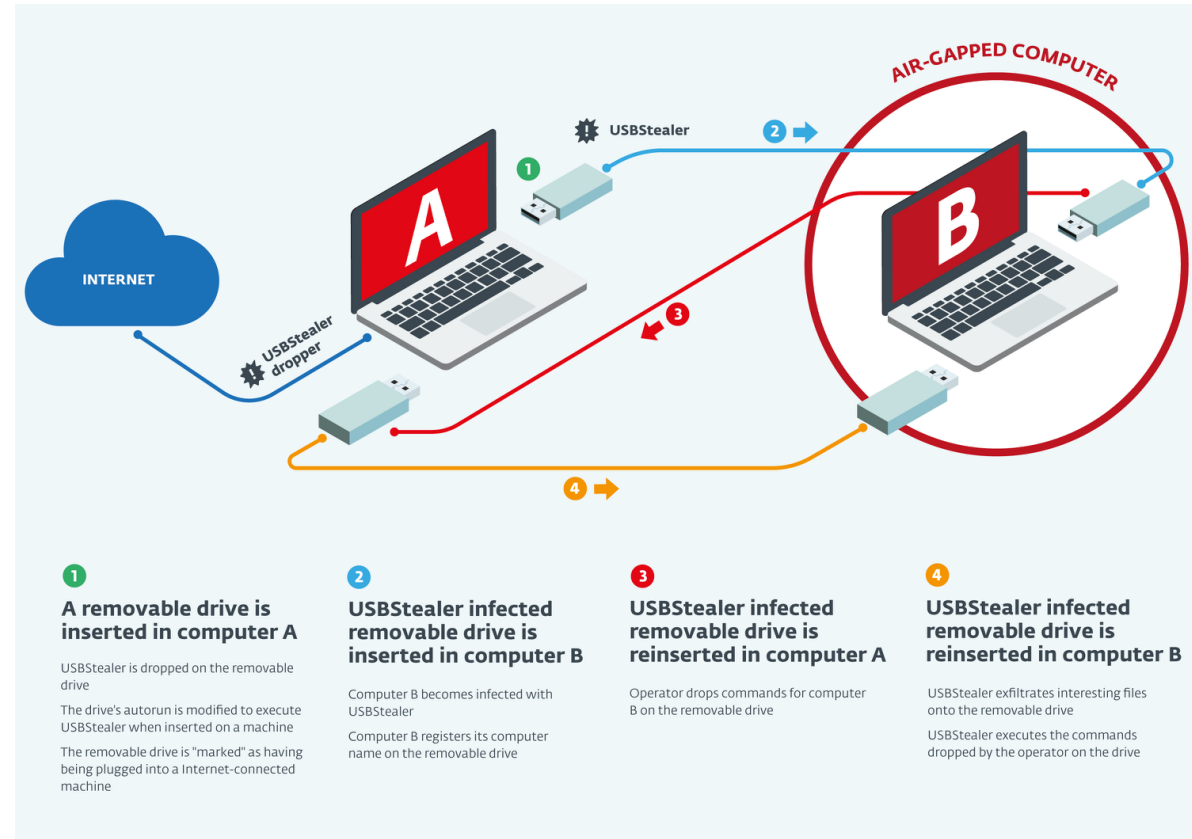 AIR-GAPPED COMPUTER
! USBStealer
2
1
A
B
INTERNET
3
! USBStealer
dropper
4
1
A removable drive is
inserted in computer A
USBStealer is dropped on the removable
drive
The drive's autorun is modified to execute
USBStealer when inserted on a machine
The removable drive is "marked" as having
being plugged into a Internet-connected
machine
2
USBStealer infected
removable drive is
inserted in computer B
Computer B becomes infected with
USBStealer
Computer B registers its computer
name on the removable drive
3
USBStealer infected
removable drive is
reinserted in computer A
Operator drops commands for computer
B on the removable drive
4
USBStealer infected
removable drive is
reinserted in computer B
USBStealer exfiltrates interesting files
onto the removable drive
USBStealer executes the commands
dropped by the operator on the drive